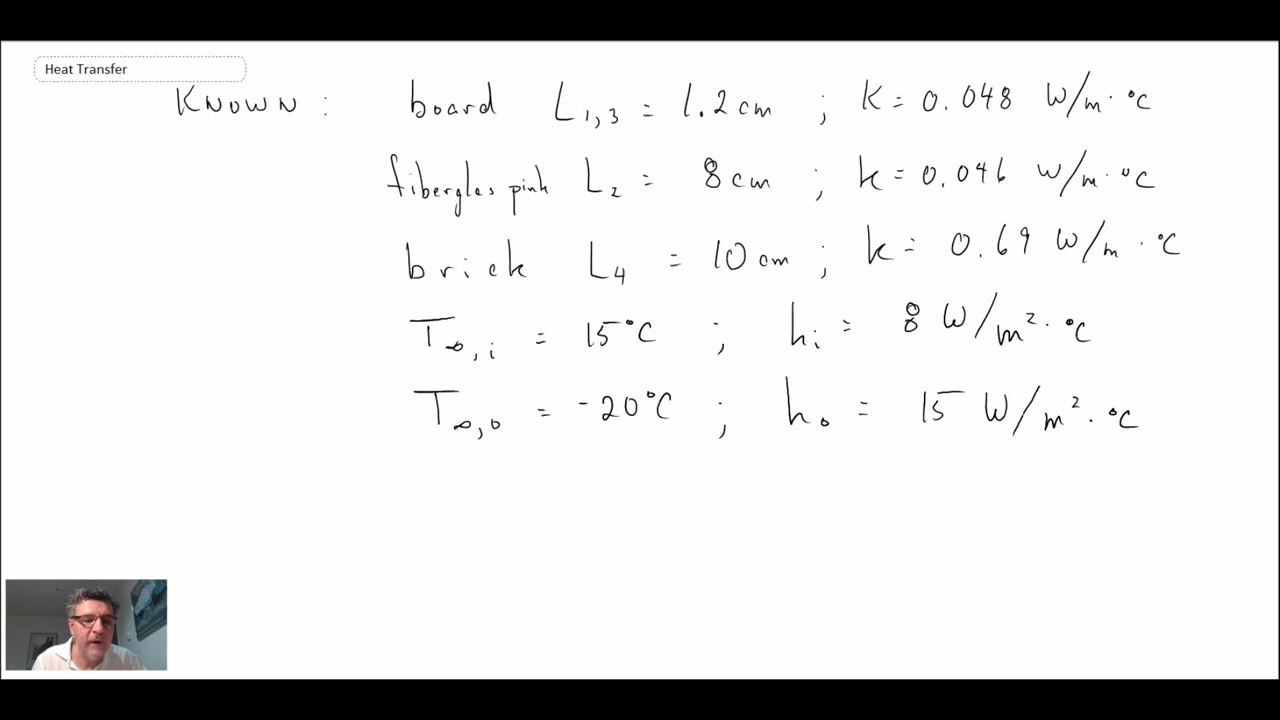 Heat Transfer
KNOWN : board L₁,₃ = 1.2 cm ; K = 0.048 W/m·°C
fiberglas pink L₂ = 8 cm ; k = 0.046 W/m·°C
brick L₄ = 10 cm ; k = 0.69 W/m·°C
T∞,i = 15°C ; hᵢ = 8 W/m²·°C
T∞,o = -20°C ; hₒ = 15 W/m²·°C